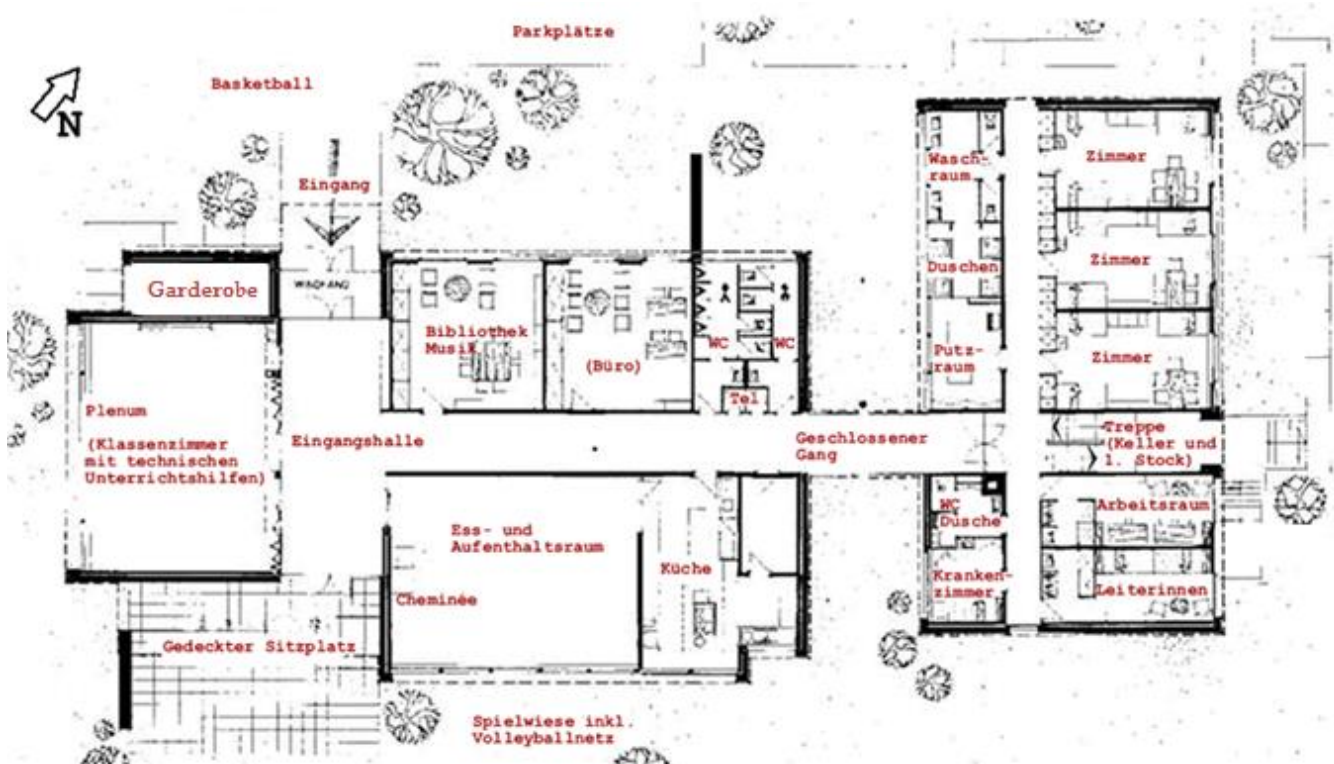 Parkplätze
Basketball
N
Eingang
Garderobe
WINDFANG
Bibliothek
Musik
(Büro)
WC
WC
Tel
Wasch-
raum
Duschen
Putz-
raum
Zimmer
Zimmer
Zimmer
Plenum
(Klassenzimmer
mit technischen
Unterrichtshilfen)
Eingangshalle
Geschlossener
Gang
Treppe
(Keller und
1. Stock)
Ess- und
Aufenthaltsraum
Cheminée
Küche
WC
Dusche
Kranken-
zimmer
Arbeitsraum
Leiterinnen
Gedeckter Sitzplatz
Spielwiese inkl.
Volleyballnetz